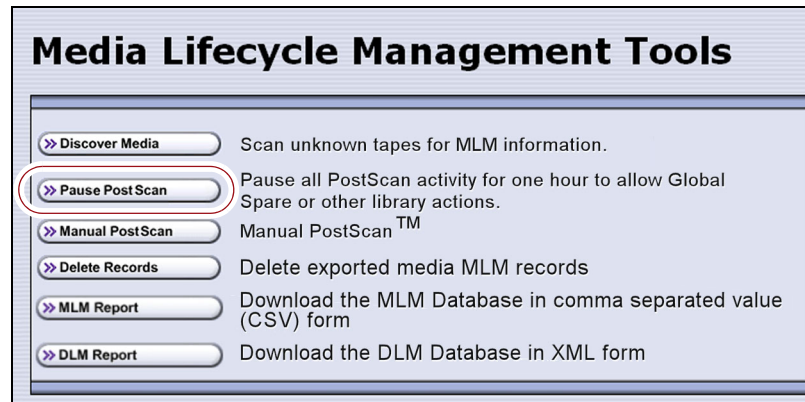 Media Lifecycle Management Tools
>> Discover Media Scan unknown tapes for MLM information.
>> Pause PostScan Pause all PostScan activity for one hour to allow Global
Spare or other library actions.
>> Manual PostScan Manual PostScan™
>> Delete Records Delete exported media MLM records
>> MLM Report Download the MLM Database in comma separated value
(CSV) form
>> DLM Report Download the DLM Database in XML form